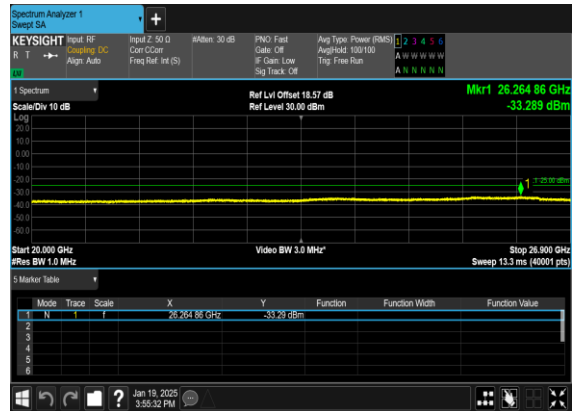 Spectrum Analyzer 1
Swept SA
KEYSIGHT Input: RF Input Z: 50 Ω #Atten: 30 dB PNO: Fast Avg Type: Power (RMS) 1 2 3 4 5 6
R T Coupling: DC Corr CCorr Gate: Off Avg|Hold: 100/100 A W W W W W
Align: Auto Freq Ref: Int (S) IF Gain: Low Trig: Free Run
Sig Track: Off A N N N N N
1 Spectrum Ref Lvl Offset 18.57 dB Mkr1 26.264 86 GHz
Scale/Div 10 dB Ref Level 30.00 dBm -33.289 dBm
Log
20.0
10.0
0.00
-10.0
-20.0
1 -25.00 dBm
-30.0
-40.0
-50.0
-60.0
Start 20.000 GHz Video BW 3.0 MHz* Stop 26.900 GHz
#Res BW 1.0 MHz Sweep 13.3 ms (40001 pts)
5 Marker Table
Mode Trace Scale X Y Function Function Width Function Value
1 N 1 f 26.264 86 GHz -33.29 dBm
2
3
4
5
6
? Jan 19, 2025
3:55:32 PM